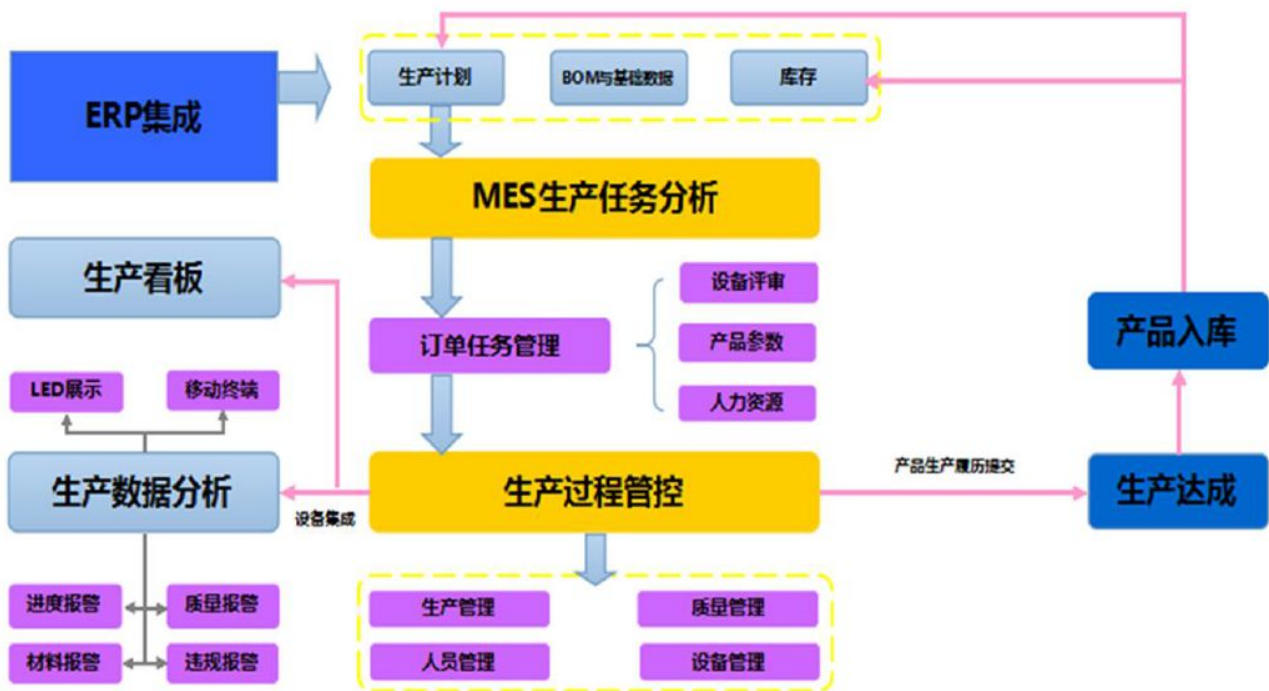 ERP集成
生产计划
BOM与基础数据
库存
MES生产任务分析
生产看板
设备评审
订单任务管理
产品参数
人力资源
产品入库
LED展示
移动终端
生产数据分析
设备集成
生产过程管控
产品生产履历提交
生产达成
进度报警
质量报警
材料报警
违规报警
生产管理
质量管理
人员管理
设备管理